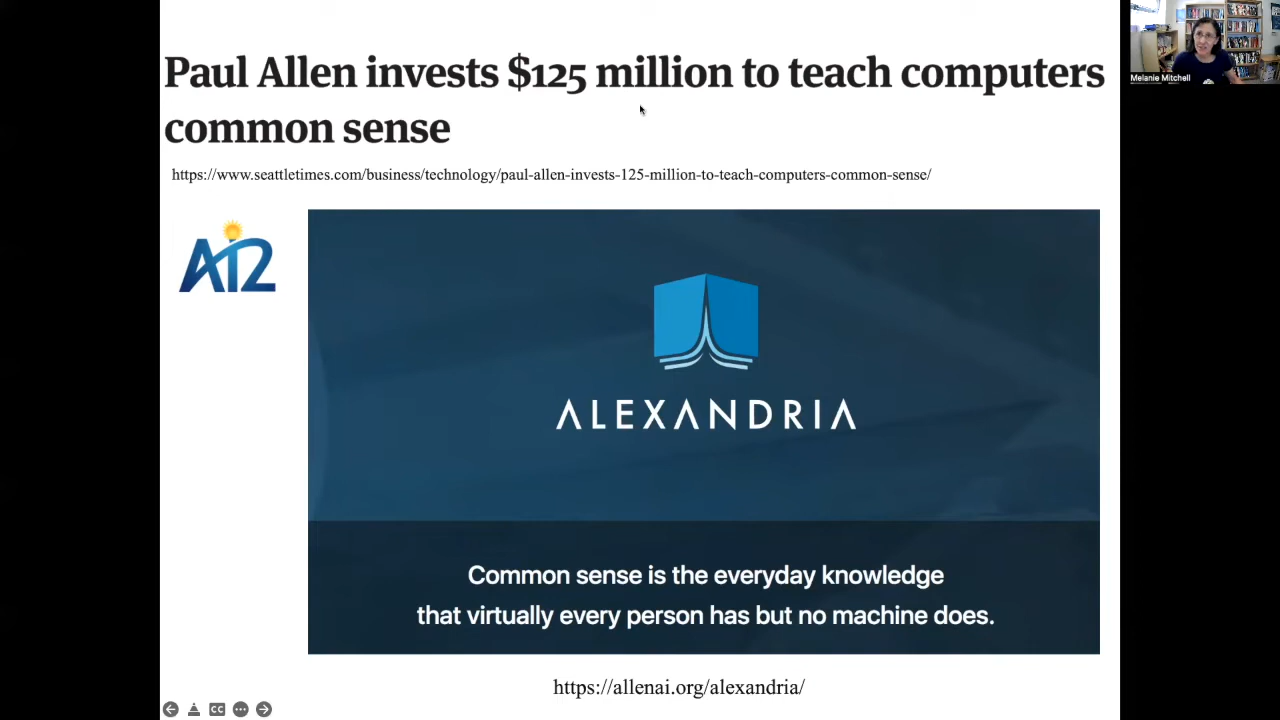 Paul Allen invests $125 million to teach computers
common sense
https://www.seattletimes.com/business/technology/paul-allen-invests-125-million-to-teach-computers-common-sense/
Melanie Mitchell
AI2
ALEXANDRIA
Common sense is the everyday knowledge
that virtually every person has but no machine does.
https://allenai.org/alexandria/
CC